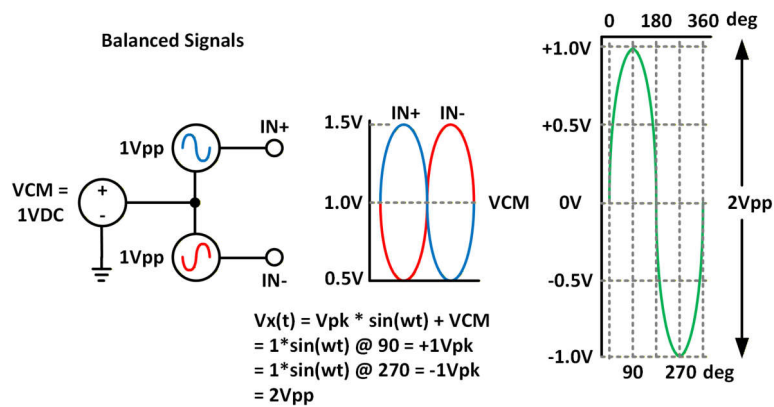 Balanced Signals
1Vpp
IN+
VCM =
1VDC
+
-
1Vpp
IN-
IN+ IN-
1.5V
1.0V
VCM
0.5V
Vx(t) = Vpk * sin(wt) + VCM
= 1*sin(wt) @ 90 = +1Vpk
= 1*sin(wt) @ 270 = -1Vpk
= 2Vpp
0 180 360 deg
+1.0V
+0.5V
0V
2Vpp
-0.5V
-1.0V
90 270 deg